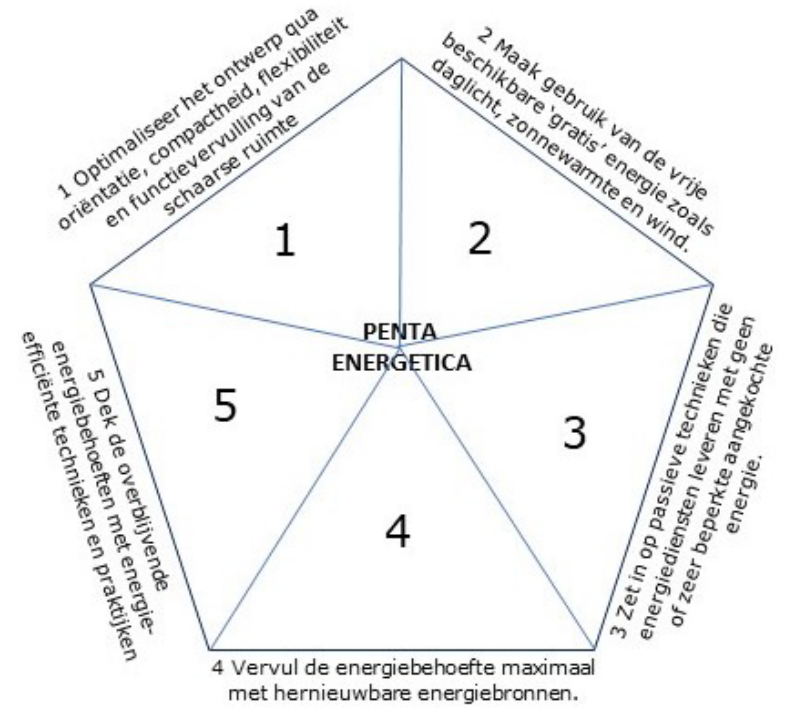 1 Optimaliseer het ontwerp qua
oriëntatie, compactheid, flexibiliteit
en functievervulling van de
schaarse ruimte
2 Maak gebruik van de vrije
beschikbare ‘gratis’ energie zoals
daglicht, zonnewarmte en wind.
1
2
PENTA
ENERGETICA
5
3
4
3 Zet in op passieve technieken die
energiediensten leveren met geen
of zeer beperkte aangekochte
energie.
4 Vervul de energiebehoefte maximaal
met hernieuwbare energiebronnen.
5 Dek de overblijvende
energiebehoeften met energie-
efficiënte technieken en praktijken